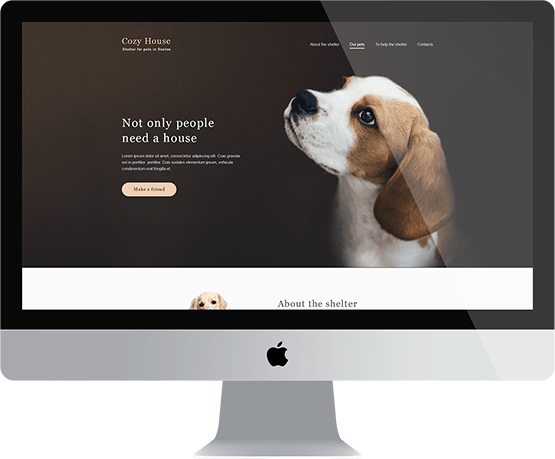 Cozy House
Shelter for pets in Boston
About the shelter
Our pets
To help the shelter
Contacts
Not only people
need a house
Lorem ipsum dolor sit amet, consectetur adipiscing elit. Cras gravida
est in porttitor porttitor. Duis sodales elementum ipsum, vehicula
condimentum erat fringilla et.
Make a friend
About the shelter